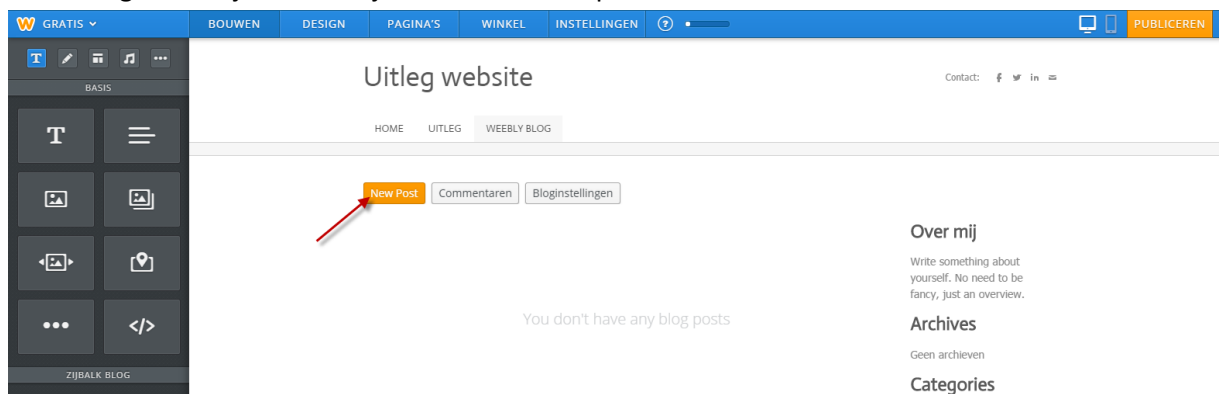 GRATIS
BOUWEN DESIGN PAGINA'S WINKEL INSTELLINGEN ? PUBLICEREN
T
BASIS
Uitleg website
Contact: f in
HOME UITLEG WEEBLY BLOG
T
New Post Commentaren Bloginstellingen
Over mij
Write something about
yourself. No need to be
fancy, just an overview.
You don't have any blog posts
</>
Archives
Geen archieven
ZIJBALK BLOG
Categories